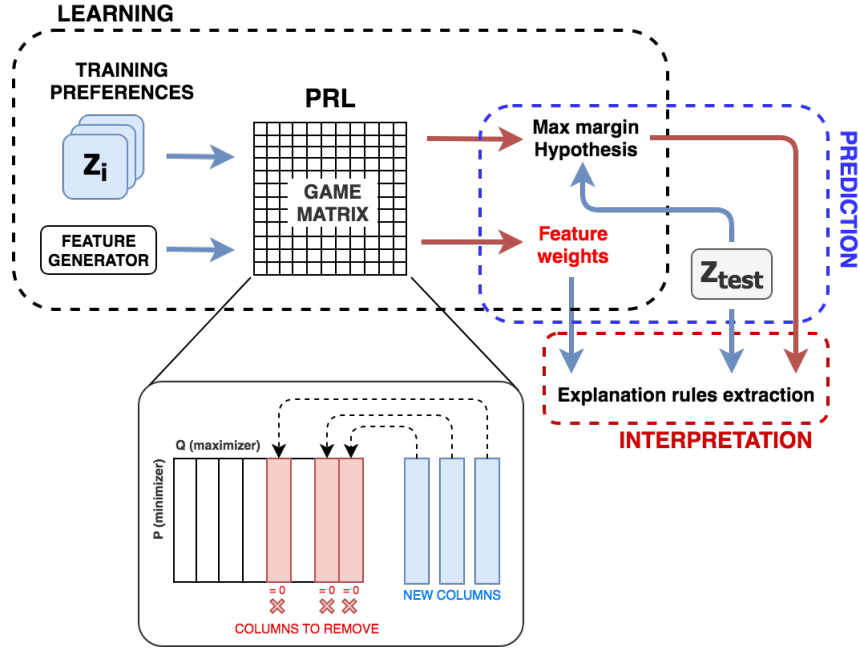 LEARNING
TRAINING
PREFERENCES
Zi
FEATURE
GENERATOR
PRL
GAME
MATRIX
Max margin
Hypothesis
Feature
weights
Ztest
PREDICTION
Explanation rules extraction
INTERPRETATION
Q (maximizer)
P (minimizer)
= 0
= 0
= 0
COLUMNS TO REMOVE
NEW COLUMNS